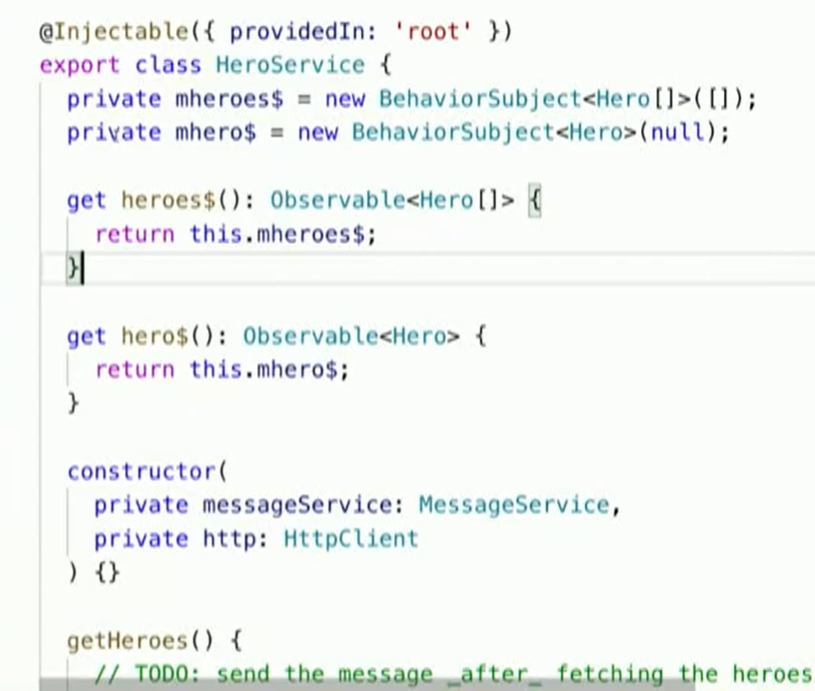 @Injectable({ providedIn: 'root' })
export class HeroService {
private mheroes$ = new BehaviorSubject<Hero[]>([]);
private mhero$ = new BehaviorSubject<Hero>(null);
get heroes$(): Observable<Hero[]> {
return this.mheroes$;
}
get hero$(): Observable<Hero> {
return this.mhero$;
}
constructor(
private messageService: MessageService,
private http: HttpClient
) {}
getHeroes() {
// TODO: send the message _after_ fetching the heroes